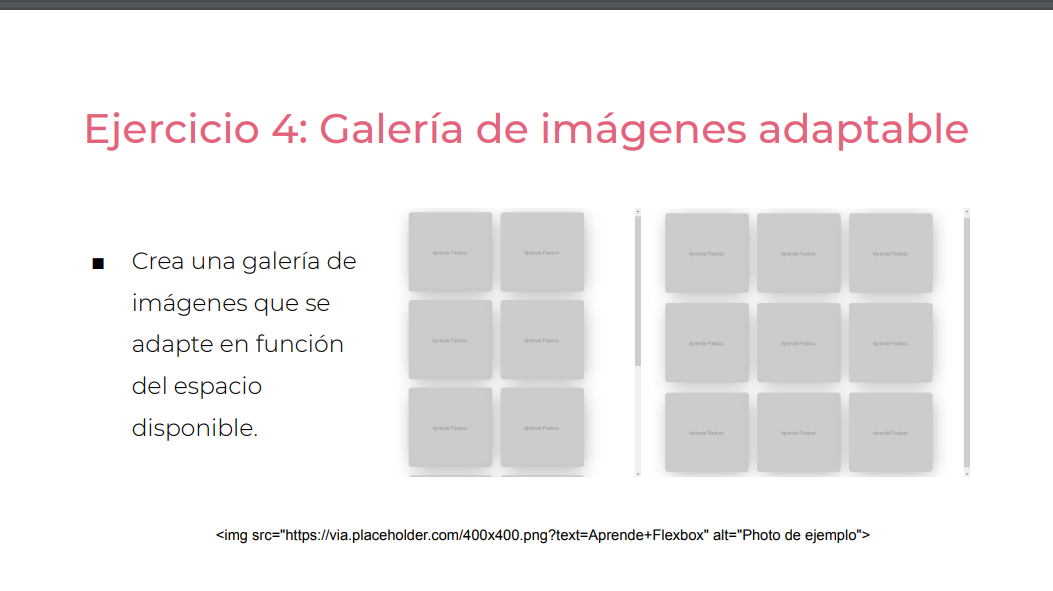 Ejercicio 4: Galería de imágenes adaptable
■ Crea una galería de
imágenes que se
adapte en función
del espacio
disponible.
Aprende Flexbox Aprende Flexbox
Aprende Flexbox Aprende Flexbox
Aprende Flexbox Aprende Flexbox
Aprende Flexbox Aprende Flexbox Aprende Flexbox
Aprende Flexbox Aprende Flexbox Aprende Flexbox
Aprende Flexbox Aprende Flexbox Aprende Flexbox
<img src="https://via.placeholder.com/400x400.png?text=Aprende+Flexbox" alt="Photo de ejemplo">